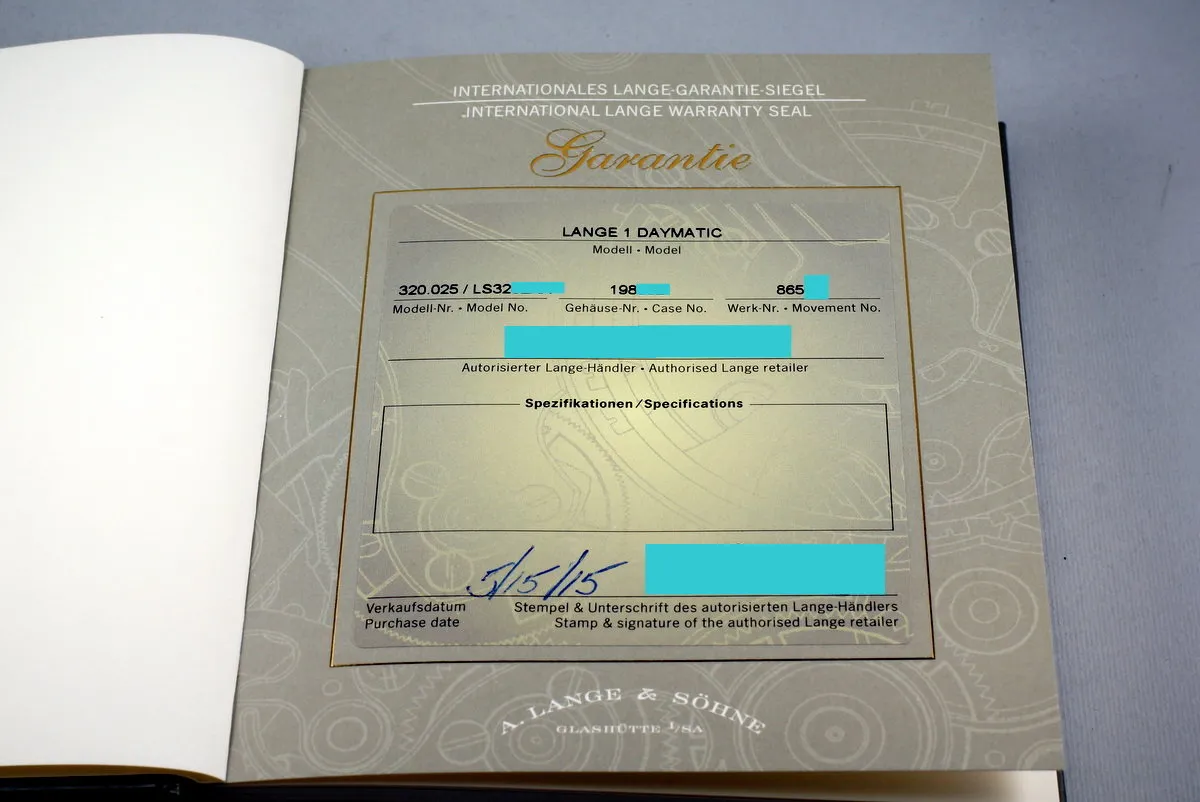 INTERNATIONALES LANGE-GARANTIE-SIEGEL
INTERNATIONAL LANGE WARRANTY SEAL
Garantie
LANGE 1 DAYMATIC
Modell • Model
320.025 / LS32 198 865
Modell-Nr. • Model No. Gehäuse-Nr. • Case No. Werk-Nr. • Movement No.
Autorisierter Lange-Händler • Authorised Lange retailer
Spezifikationen/Specifications
5/15/15
Verkaufsdatum Stempel & Unterschrift des autorisierten Lange-Händlers
Purchase date Stamp & signature of the authorised Lange retailer
A. LANGE & SÖHNE
GLASHÜTTE I/SA